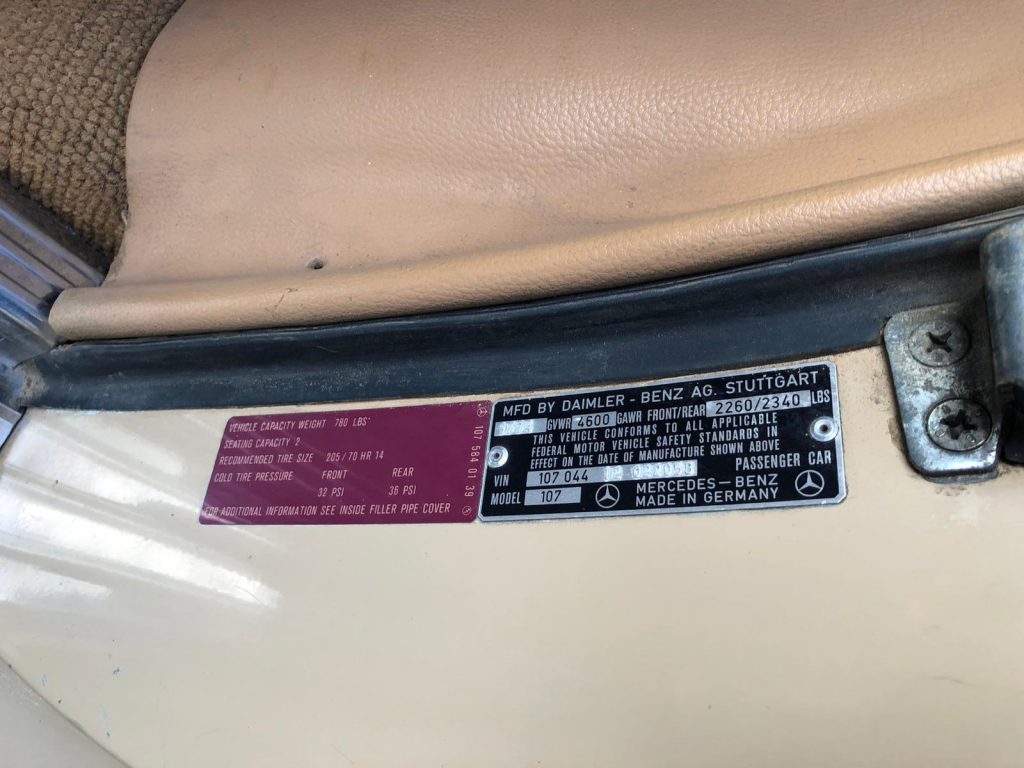 VEHICLE CAPACITY WEIGHT 780 LBS
SEATING CAPACITY 2
RECOMMENDED TIRE SIZE 205/70 HR 14
COLD TIRE PRESSURE FRONT REAR
32 PSI 36 PSI
FOR ADDITIONAL INFORMATION SEE INSIDE FILLER PIPE COVER
107 584 01 39
MFD BY DAIMLER - BENZ AG. STUTTGART
GVWR 4600 GAWR FRONT/REAR 2260/2340 LBS
THIS VEHICLE CONFORMS TO ALL APPLICABLE
FEDERAL MOTOR VEHICLE SAFETY STANDARDS IN
EFFECT ON THE DATE OF MANUFACTURE SHOWN ABOVE
VIN 107 044 PASSENGER CAR
MODEL 107 MERCEDES-BENZ
MADE IN GERMANY